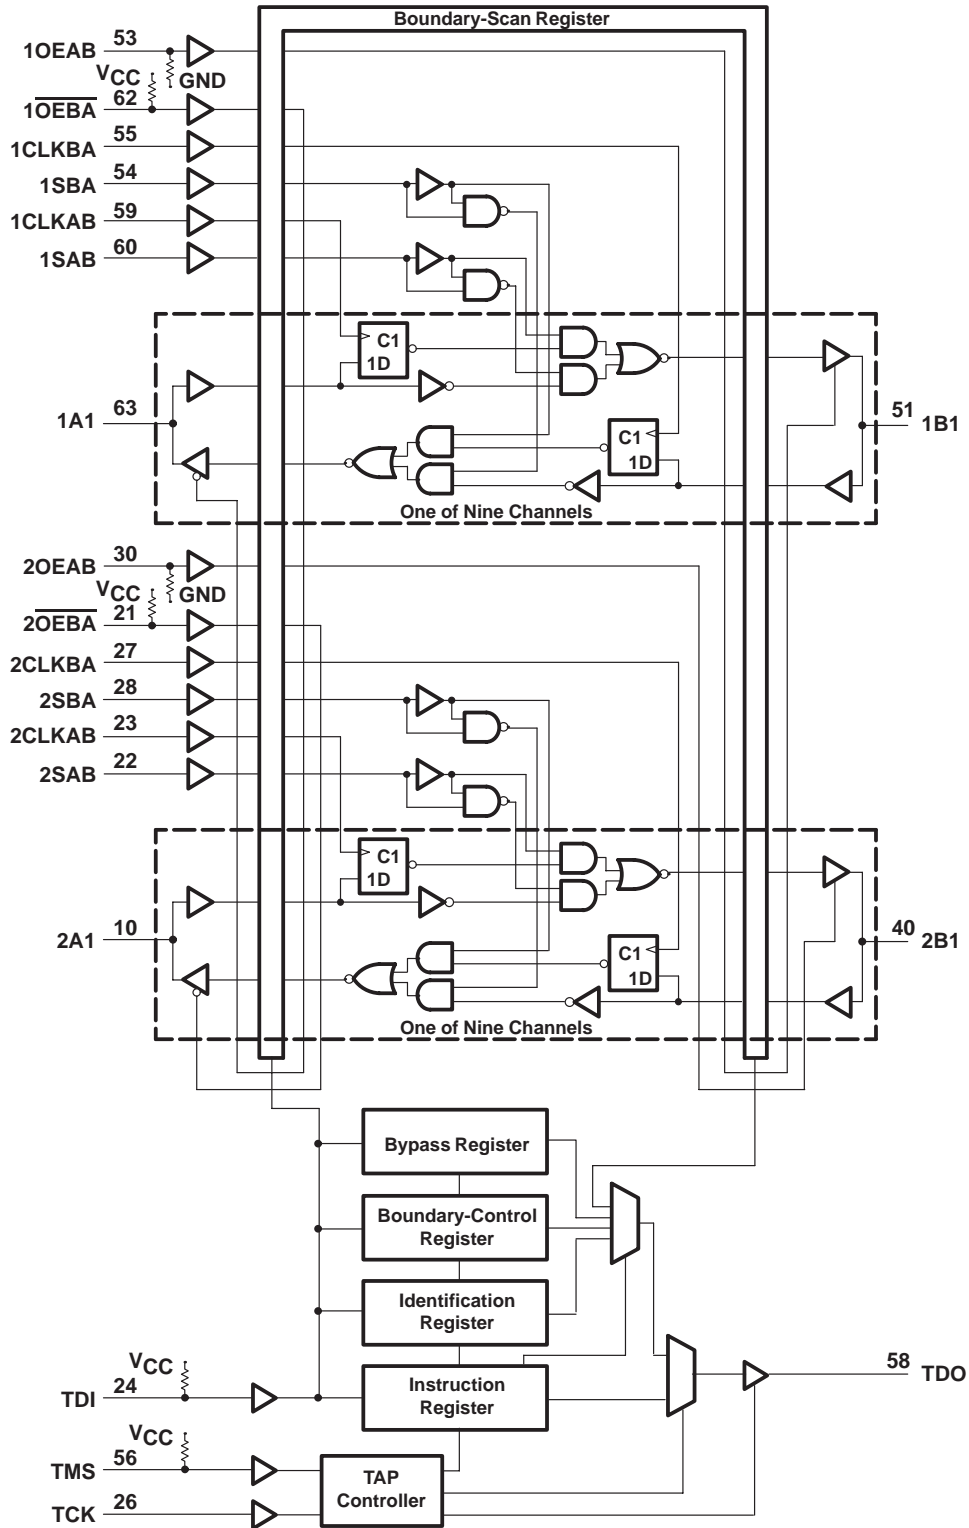 Boundary-Scan Register
1OEAB 53
VCC
GND
1OEBA 62
1CLKBA 55
1SBA 54
1CLKAB 59
1SAB 60
C1
1D
1A1 63
51 1B1
C1
1D
One of Nine Channels
2OEAB 30
VCC
GND
2OEBA 21
2CLKBA 27
2SBA 28
2CLKAB 23
2SAB 22
C1
1D
2A1 10
40 2B1
C1
1D
One of Nine Channels
Bypass Register
Boundary-Control
Register
Identification
Register
VCC
TDI 24
Instruction
Register
58 TDO
VCC
TMS 56
TAP
Controller
TCK 26